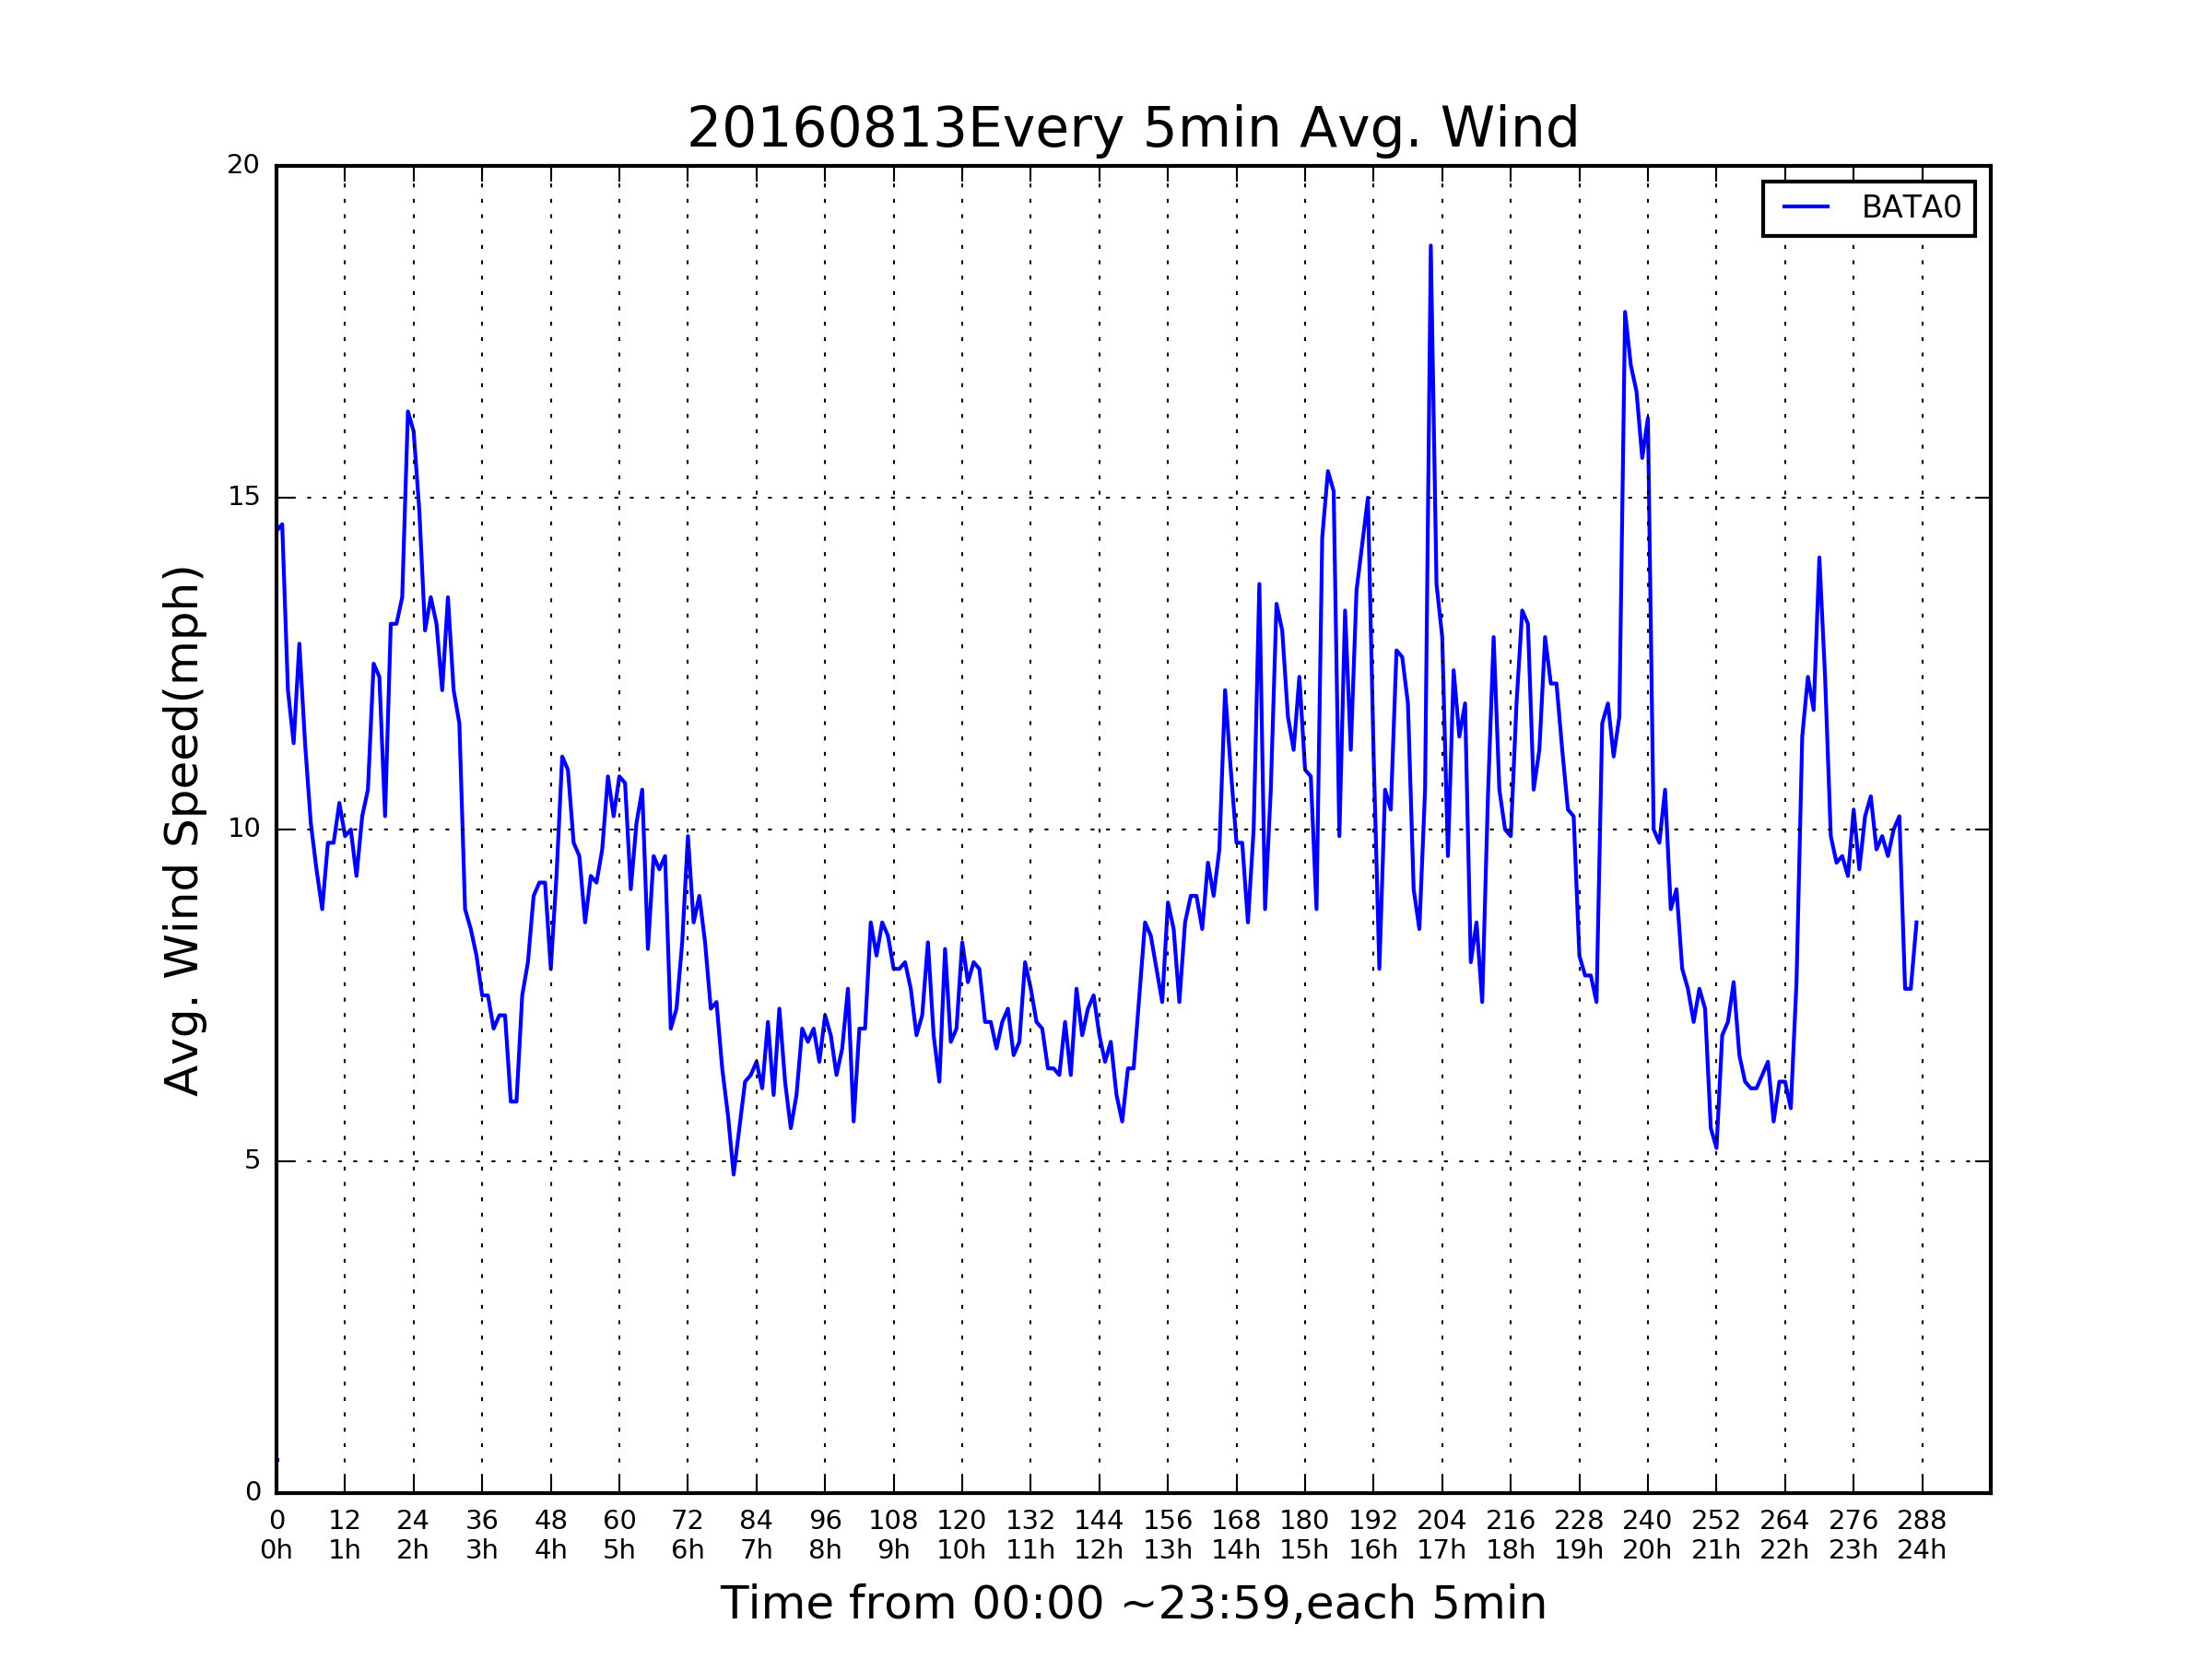 20160813Every 5min Avg. Wind
BATA0
Avg. Wind Speed(mph)
20
15
10
5
0
0 12 24 36 48 60 72 84 96 108 120 132 144 156 168 180 192 204 216 228 240 252 264 276 288
0h 1h 2h 3h 4h 5h 6h 7h 8h 9h 10h 11h 12h 13h 14h 15h 16h 17h 18h 19h 20h 21h 22h 23h 24h
Time from 00:00 ~23:59,each 5min